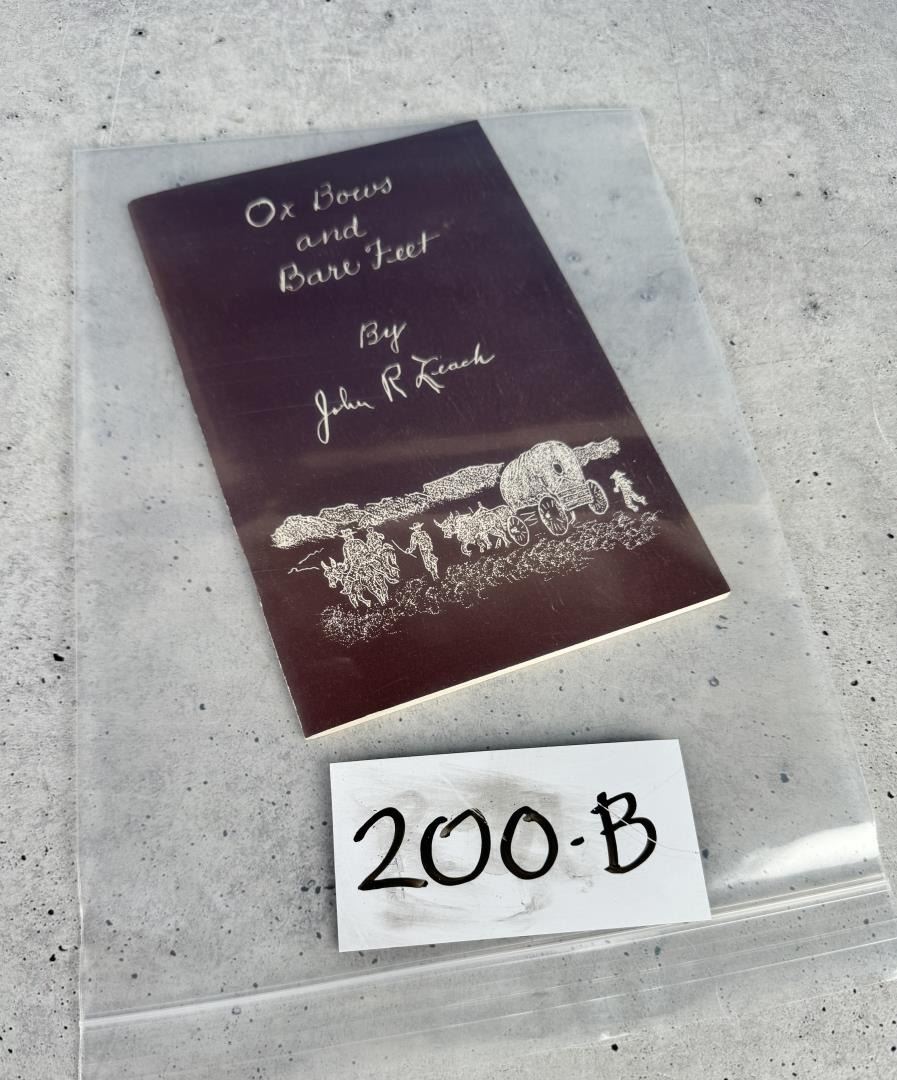 Ox Bows
and
Bare Feet
By
John R Leach
200-B